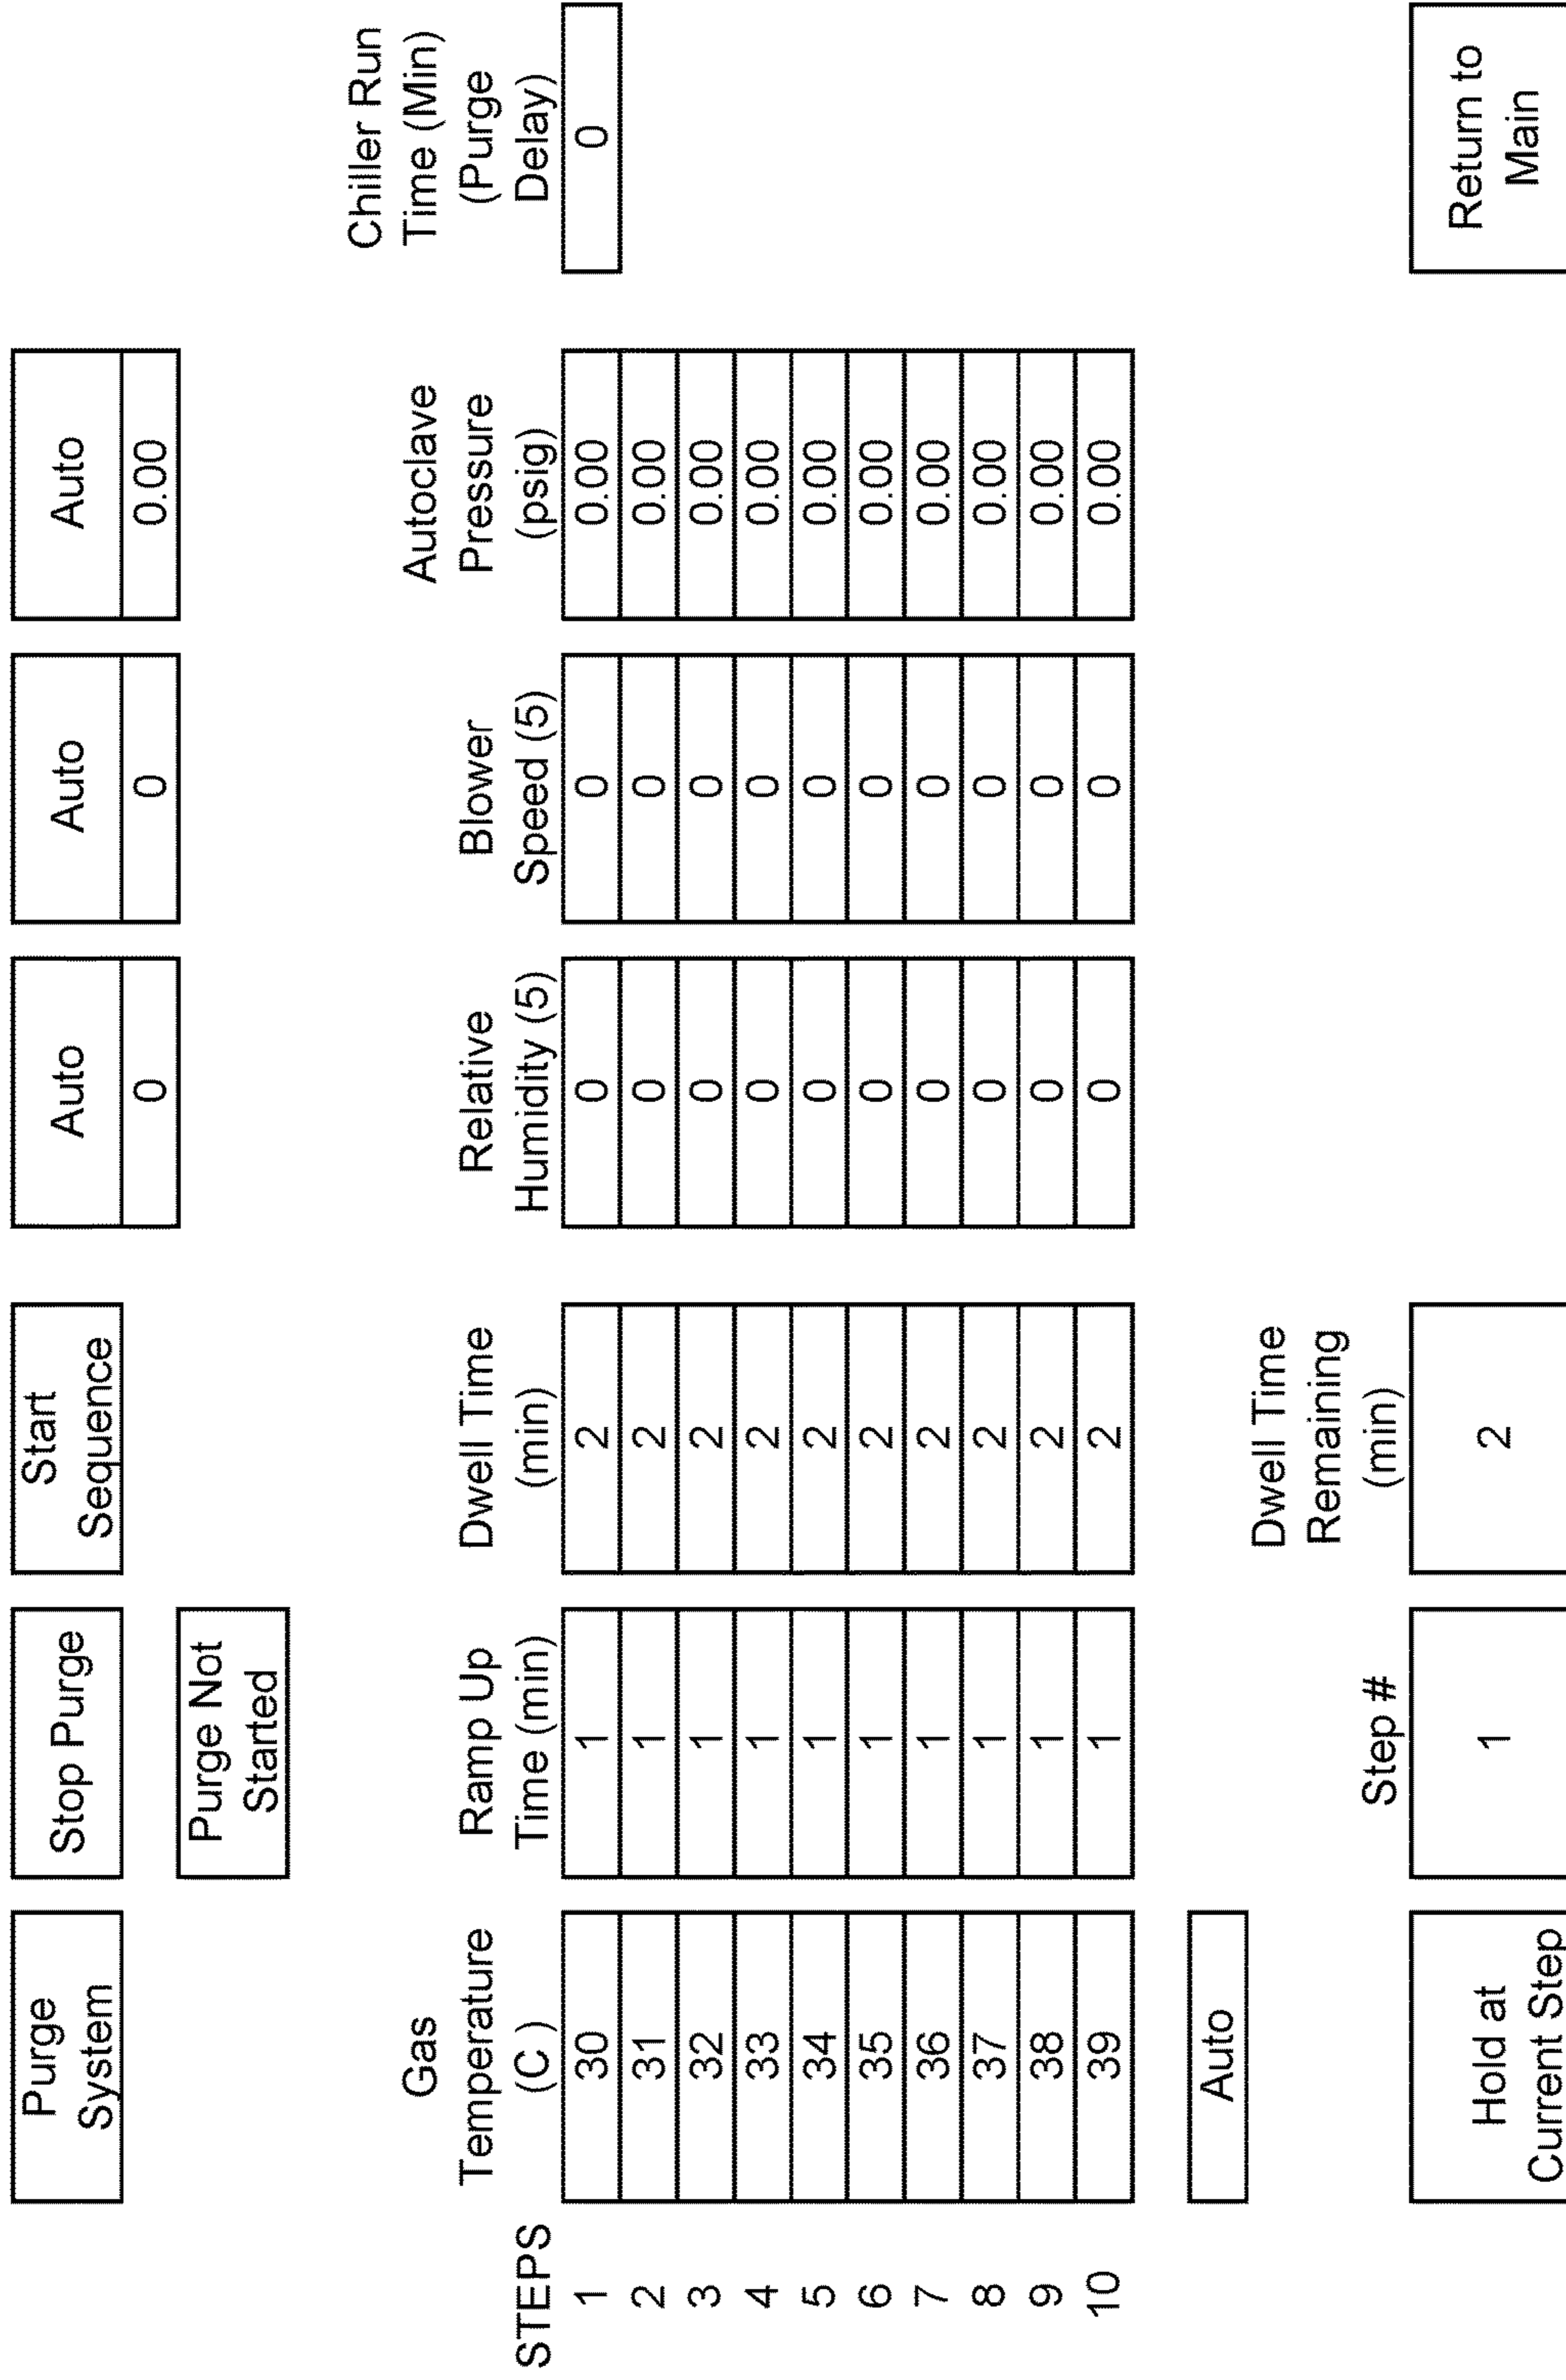 Purge
System
Stop Purge
Start
Sequence
Auto
0
Auto
0
Auto
0.00
Purge Not
Started
STEPS
Gas
Temperature
(C )
Ramp Up
Time (min)
Dwell Time
(min)
Relative
Humidity (5)
Blower
Speed (5)
Autoclave
Pressure
(psig)
Chiller Run
Time (Min)
(Purge
Delay)
1 30 1 2 0 0 0.00 0
2 31 1 2 0 0 0.00
3 32 1 2 0 0 0.00
4 33 1 2 0 0 0.00
5 34 1 2 0 0 0.00
6 35 1 2 0 0 0.00
7 36 1 2 0 0 0.00
8 37 1 2 0 0 0.00
9 38 1 2 0 0 0.00
10 39 1 2 0 0 0.00
Auto
Hold at
Current Step
Step #
1
Dwell Time
Remaining
(min)
2
Return to
Main